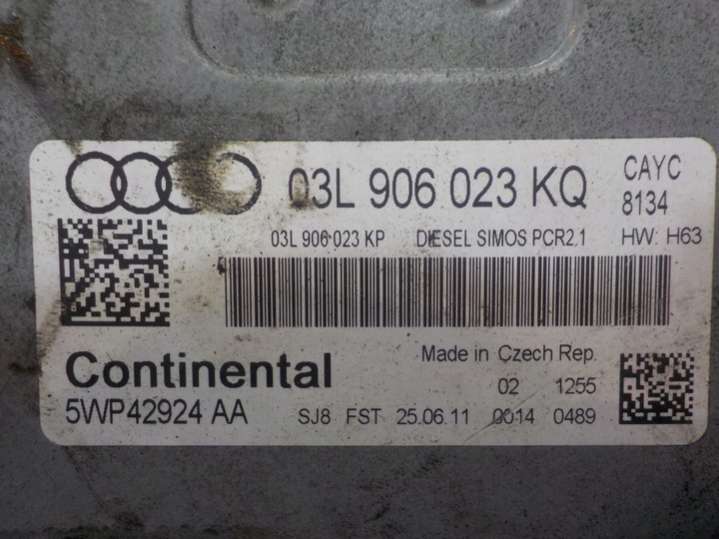 03L 906 023 KQ CAYC
8134
03L 906 023 KP DIESEL SIMOS PCR2.1 HW: H63
Continental Made in Czech Rep.
02 1255
5WP42924 AA SJ8 FST 25.06.11 0014 0489